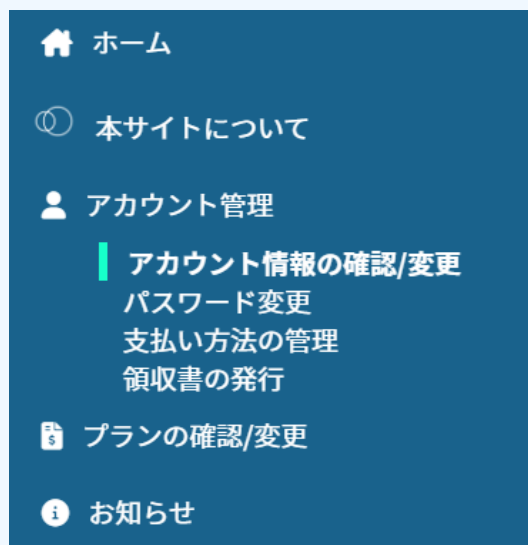 ホーム
本サイトについて
アカウント管理
アカウント情報の確認/変更
パスワード変更
支払い方法の管理
領収書の発行
プランの確認/変更
お知らせ